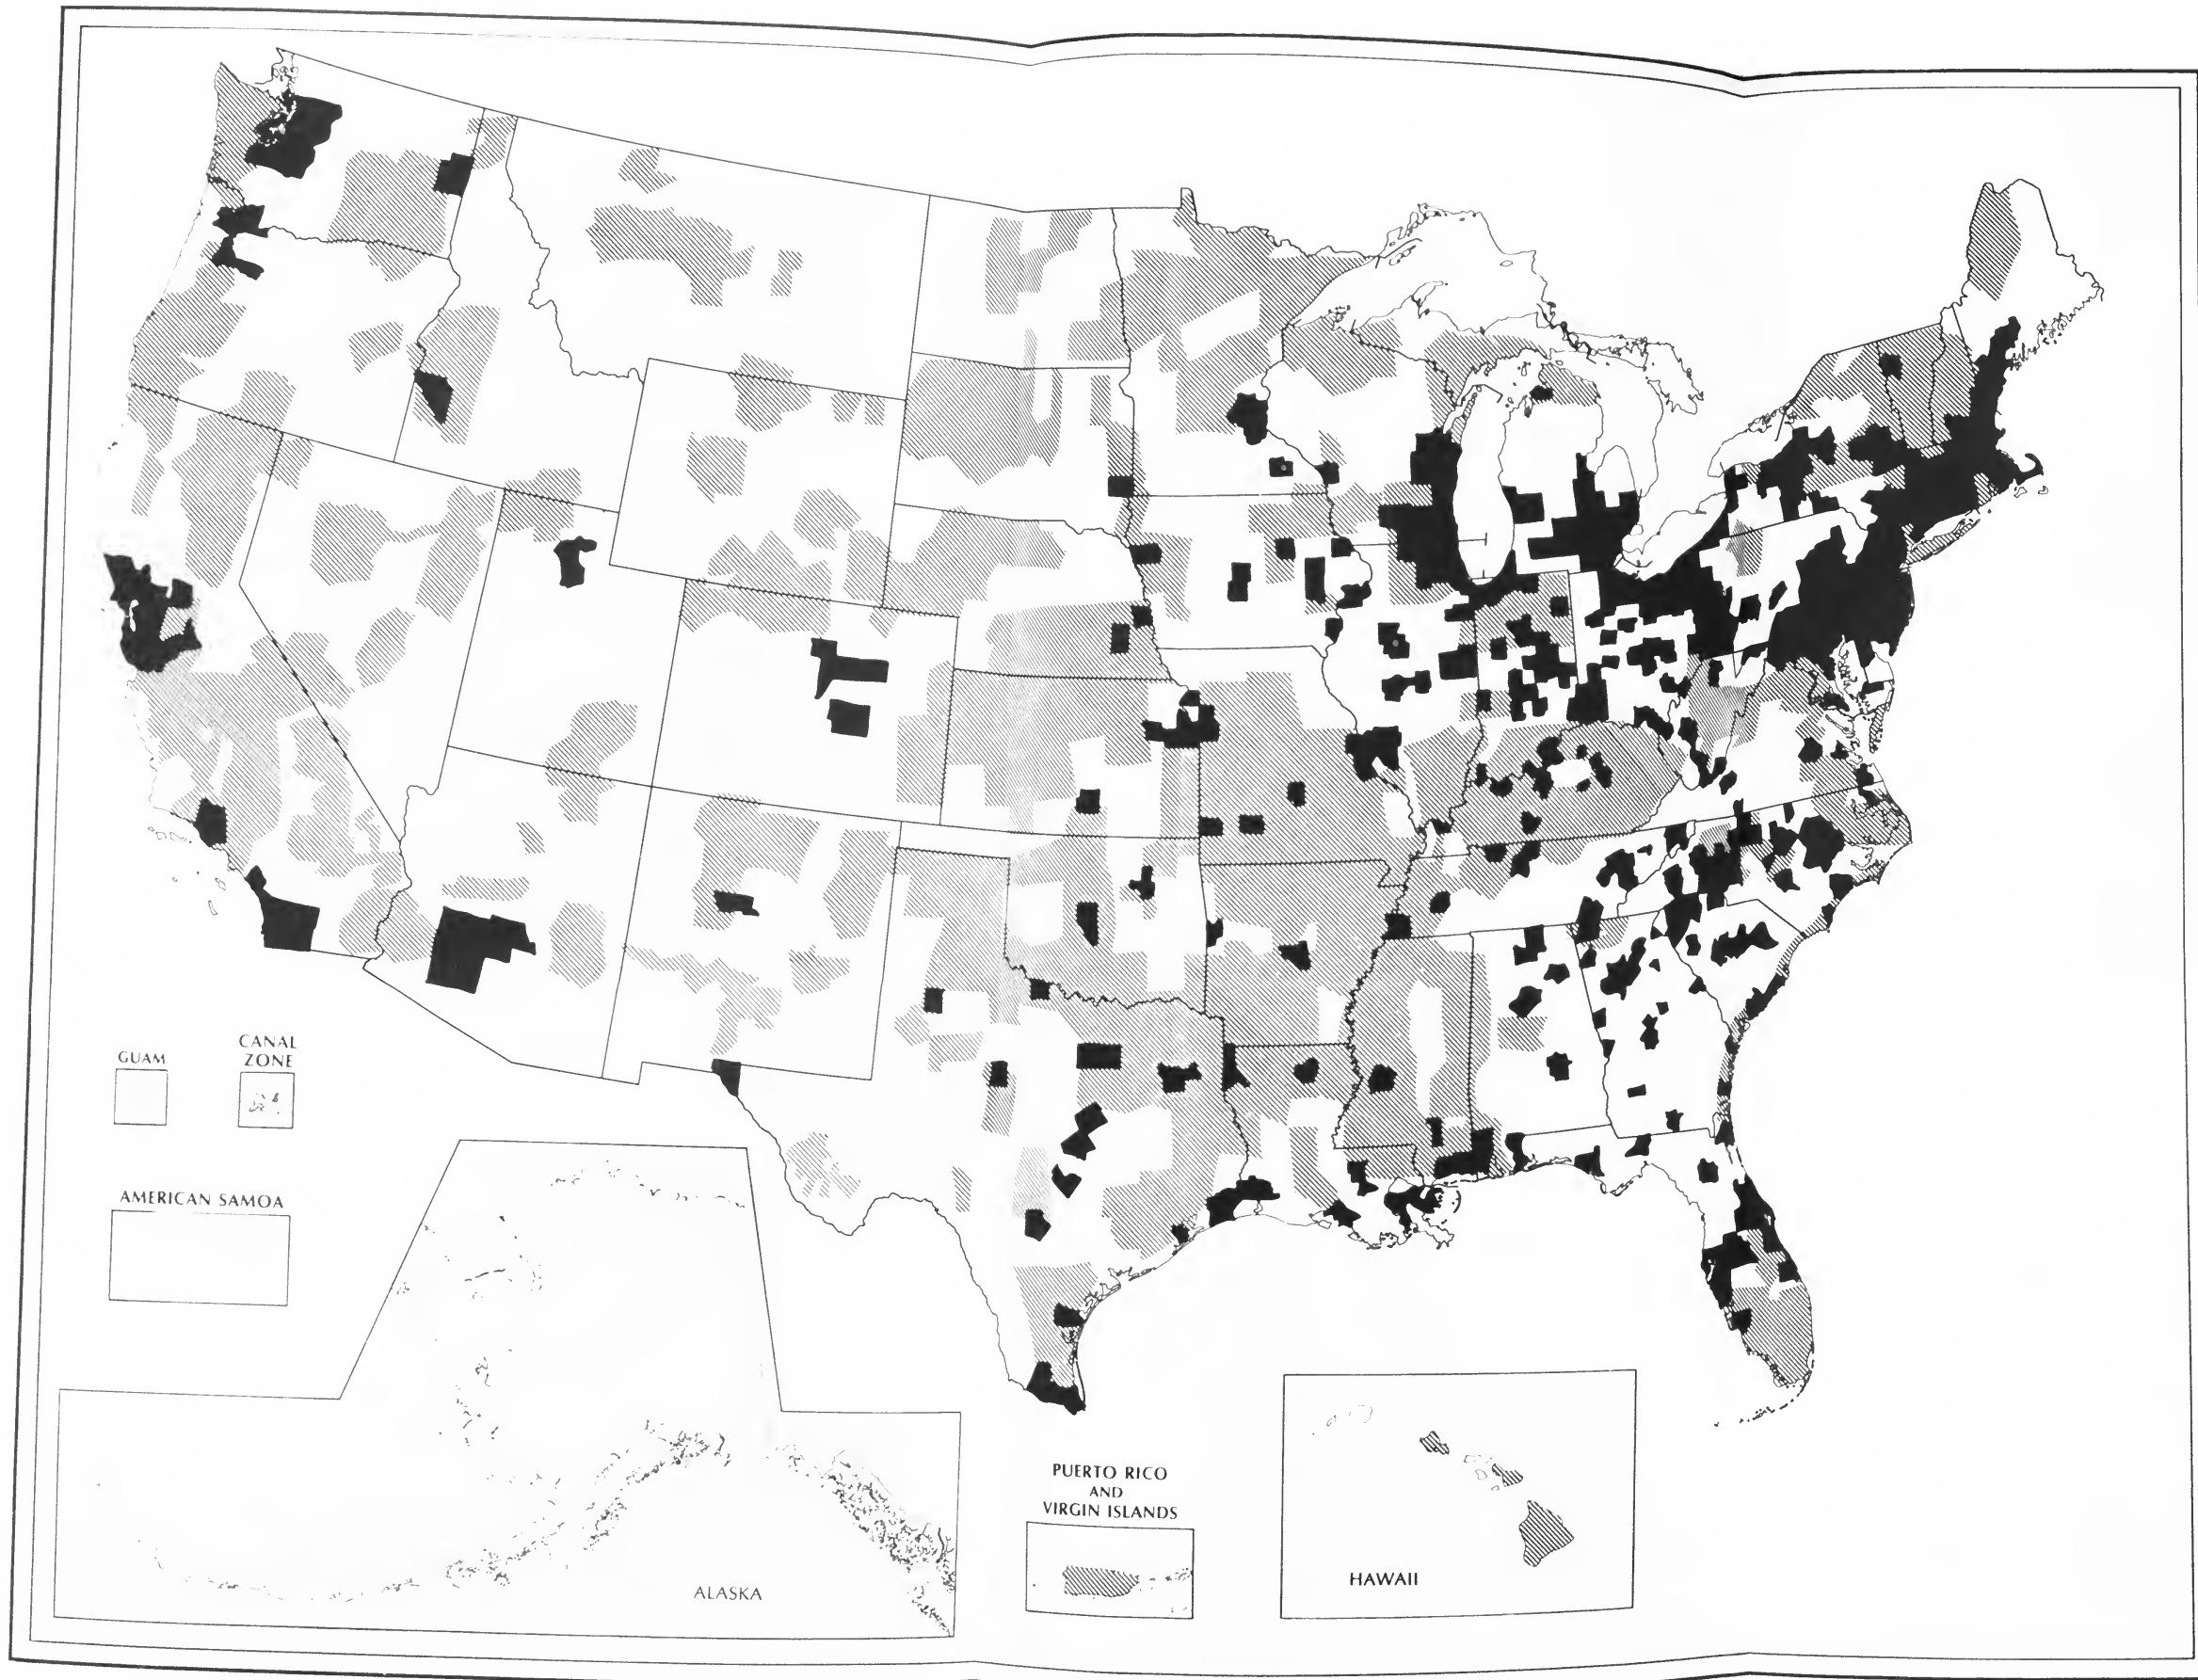 GUAM
CANAL
ZONE
AMERICAN SAMOA
ALASKA
PUERTO RICO
AND
VIRGIN ISLANDS
HAWAII